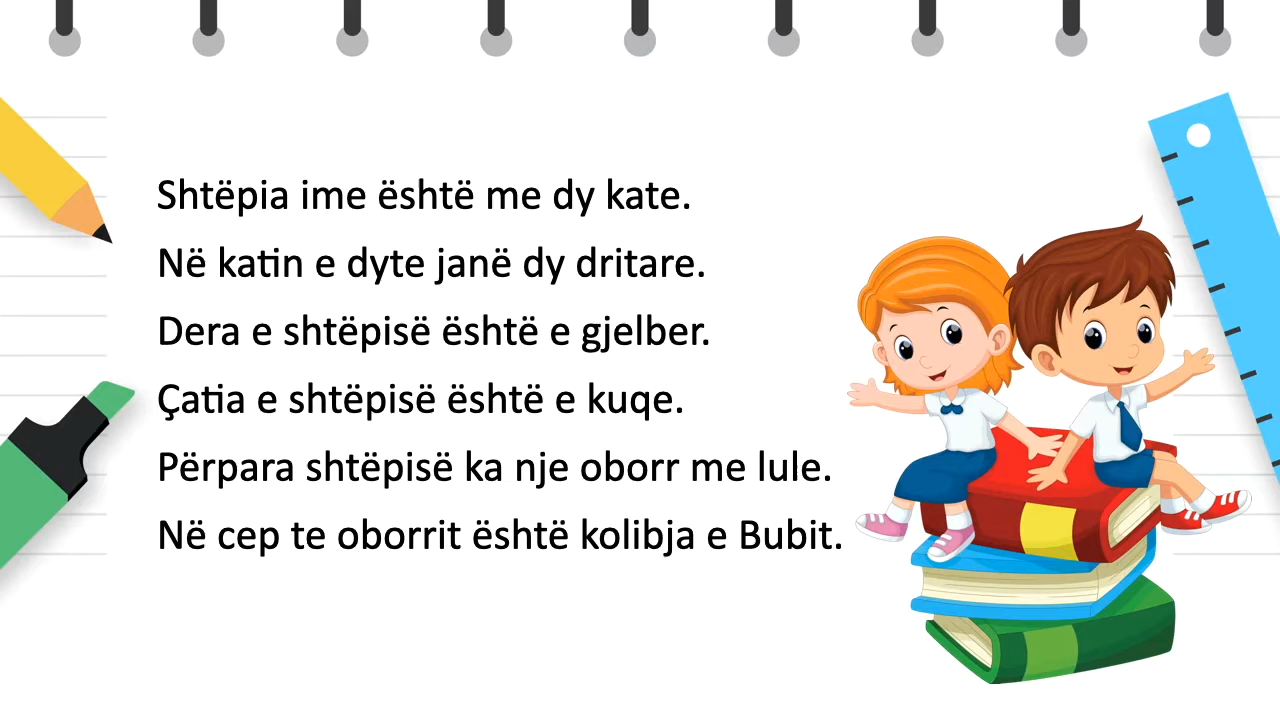 Shtëpia ime është me dy kate.
Në katin e dyte janë dy dritare.
Dera e shtëpisë është e gjelber.
Çatia e shtëpisë është e kuqe.
Përpara shtëpisë ka nje oborr me lule.
Në cep te oborrit është kolibja e Bubit.